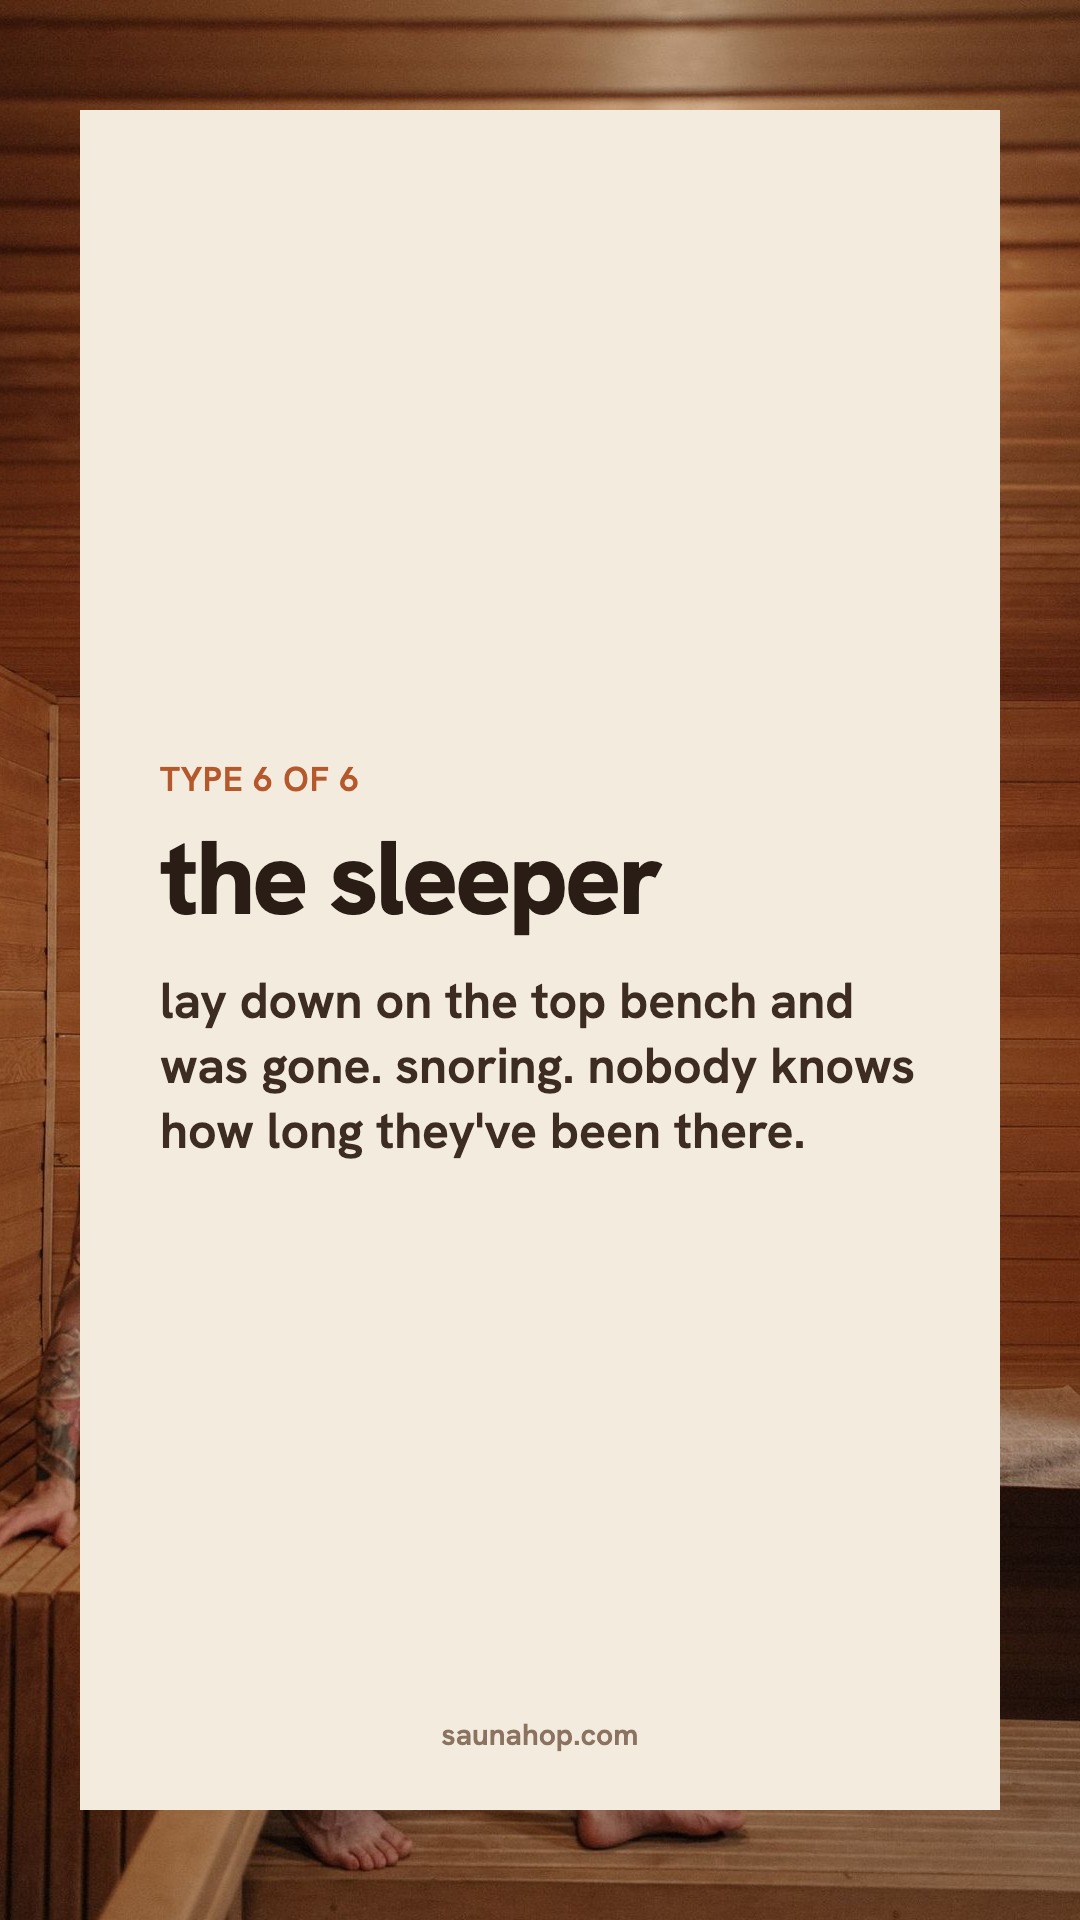 TYPE 6 OF 6
the sleeper
lay down on the top bench and
was gone. snoring. nobody knows
how long they've been there.
saunahop.com